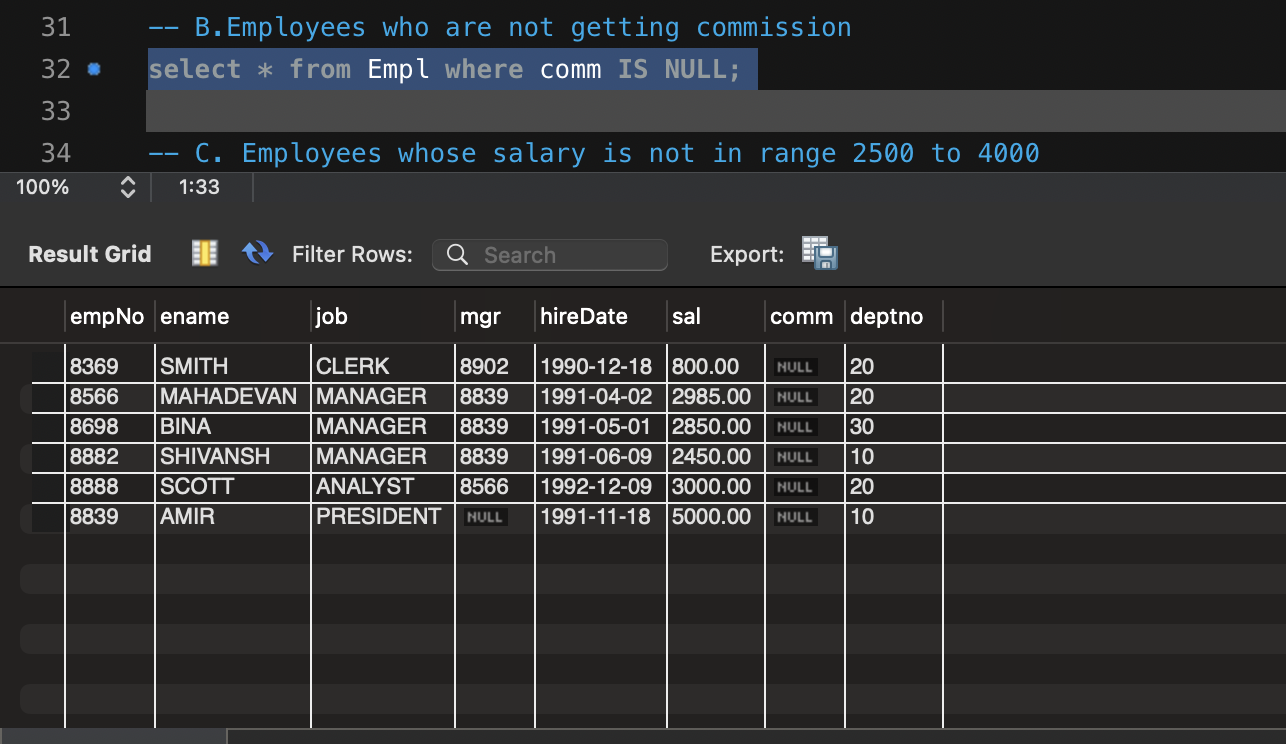 31 -- B.Employees who are not getting commission
32 select * from Empl where comm IS NULL;
33
34 -- C. Employees whose salary is not in range 2500 to 4000
100% 1:33
Result Grid Filter Rows: Search Export:
empNo ename job mgr hireDate sal comm deptno
8369 SMITH CLERK 8902 1990-12-18 800.00 NULL 20
8566 MAHADEVAN MANAGER 8839 1991-04-02 2985.00 NULL 20
8698 BINA MANAGER 8839 1991-05-01 2850.00 NULL 30
8882 SHIVANSH MANAGER 8839 1991-06-09 2450.00 NULL 10
8888 SCOTT ANALYST 8566 1992-12-09 3000.00 NULL 20
8839 AMIR PRESIDENT NULL 1991-11-18 5000.00 NULL 10